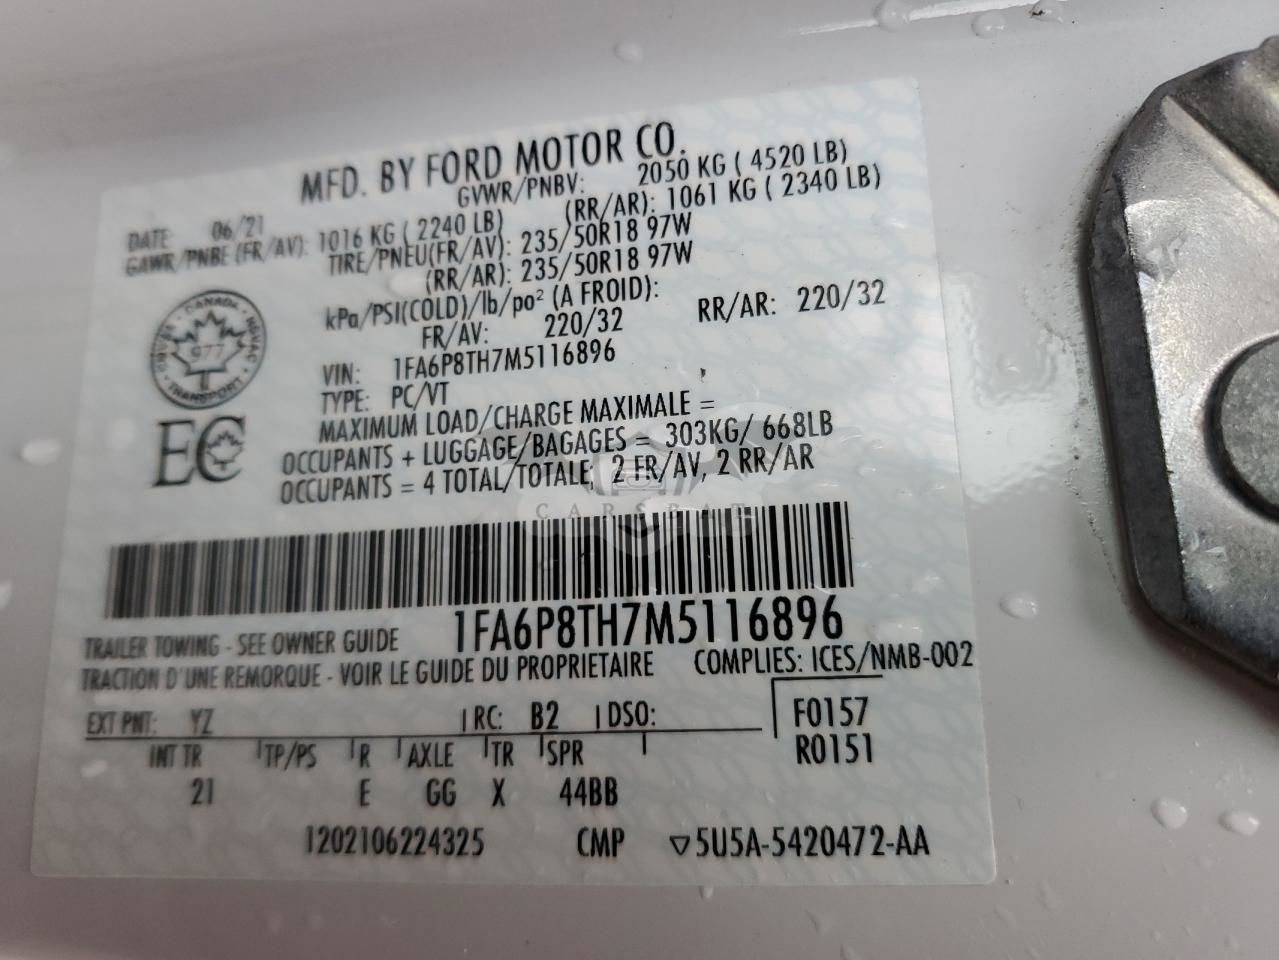 MFD. BY FORD MOTOR CO.
DATE: 06/21 GVWR/PNBV: 2050 KG ( 4520 LB)
GAWR/PNBE (FR/AV): 1016 KG ( 2240 LB) (RR/AR): 1061 KG ( 2340 LB)
TIRE/PNEU(FR/AV): 235/50R18 97W
(RR/AR): 235/50R18 97W
kPa/PSI(COLD)/lb/po² (A FROID):
FR/AV: 220/32 RR/AR: 220/32
VIN: 1FA6P8TH7M5116896
TYPE: PC/VT
MAXIMUM LOAD/CHARGE MAXIMALE =
OCCUPANTS + LUGGAGE/BAGAGES = 303KG/ 668LB
OCCUPANTS = 4 TOTAL/TOTALE; 2 FR/AV, 2 RR/AR
CANADA
977
TRANSPORT
EC
1FA6P8TH7M5116896
TRAILER TOWING - SEE OWNER GUIDE
TRACTION D'UNE REMORQUE - VOIR LE GUIDE DU PROPRIETAIRE COMPLIES: ICES/NMB-002
EXT PNT: YZ RC: B2 DSO: F0157
INT TR TP/PS R AXLE TR SPR R0151
21 E GG X 44BB
1202106224325 CMP ▽5U5A-5420472-AA